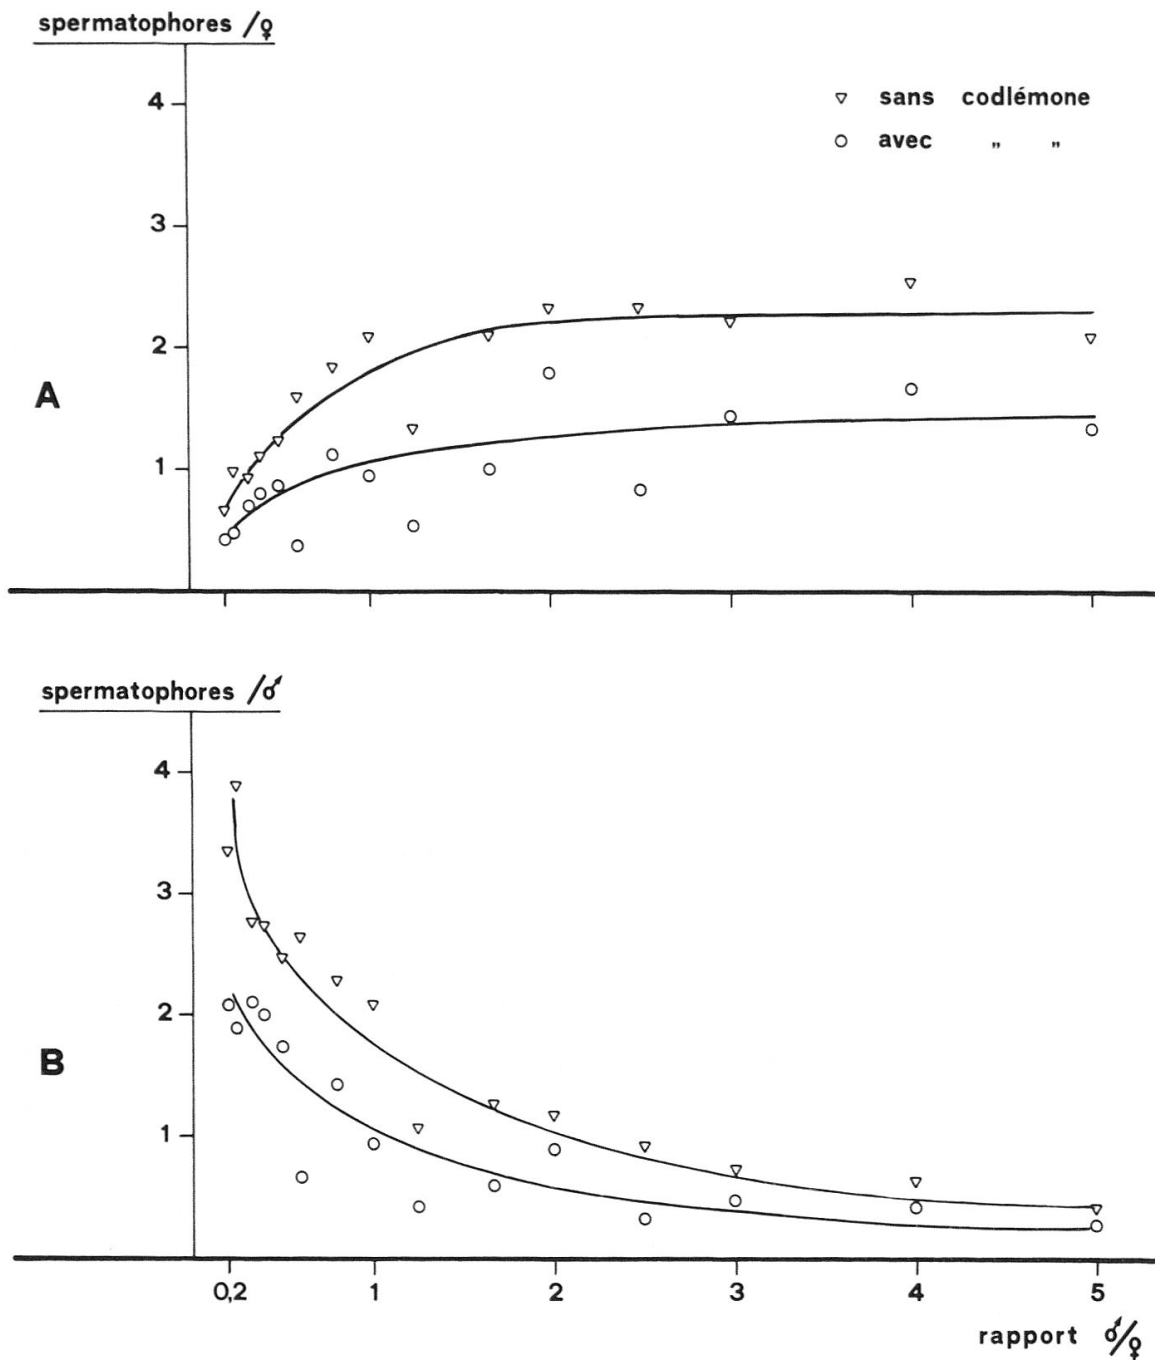 spermatophores /♀
4
▽ sans codlémone
○ avec " "
3
2
A
1
spermatophores /♂
4
3
2
B
1
0,2 1 2 3 4 5
rapport ♂/♀